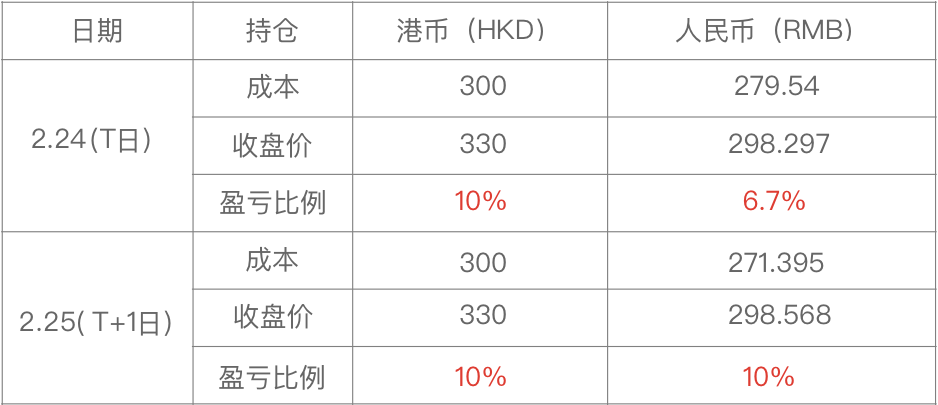 日期 持仓 港币（HKD） 人民币（RMB）
2.24(T日) 成本 300 279.54
收盘价 330 298.297
盈亏比例 10% 6.7%
2.25( T+1日) 成本 300 271.395
收盘价 330 298.568
盈亏比例 10% 10%